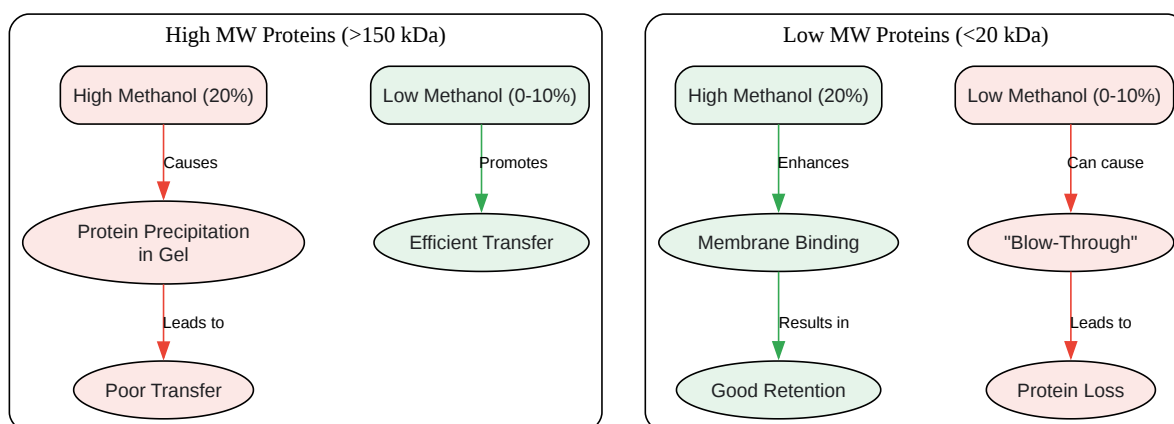 High MW Proteins (>150 kDa)
High Methanol (20%)
Low Methanol (0-10%)
Causes
Promotes
Protein Precipitation
in Gel
Efficient Transfer
Leads to
Poor Transfer
Low MW Proteins (<20 kDa)
High Methanol (20%)
Low Methanol (0-10%)
Enhances
Can cause
Membrane Binding
"Blow-Through"
Results in
Leads to
Good Retention
Protein Loss